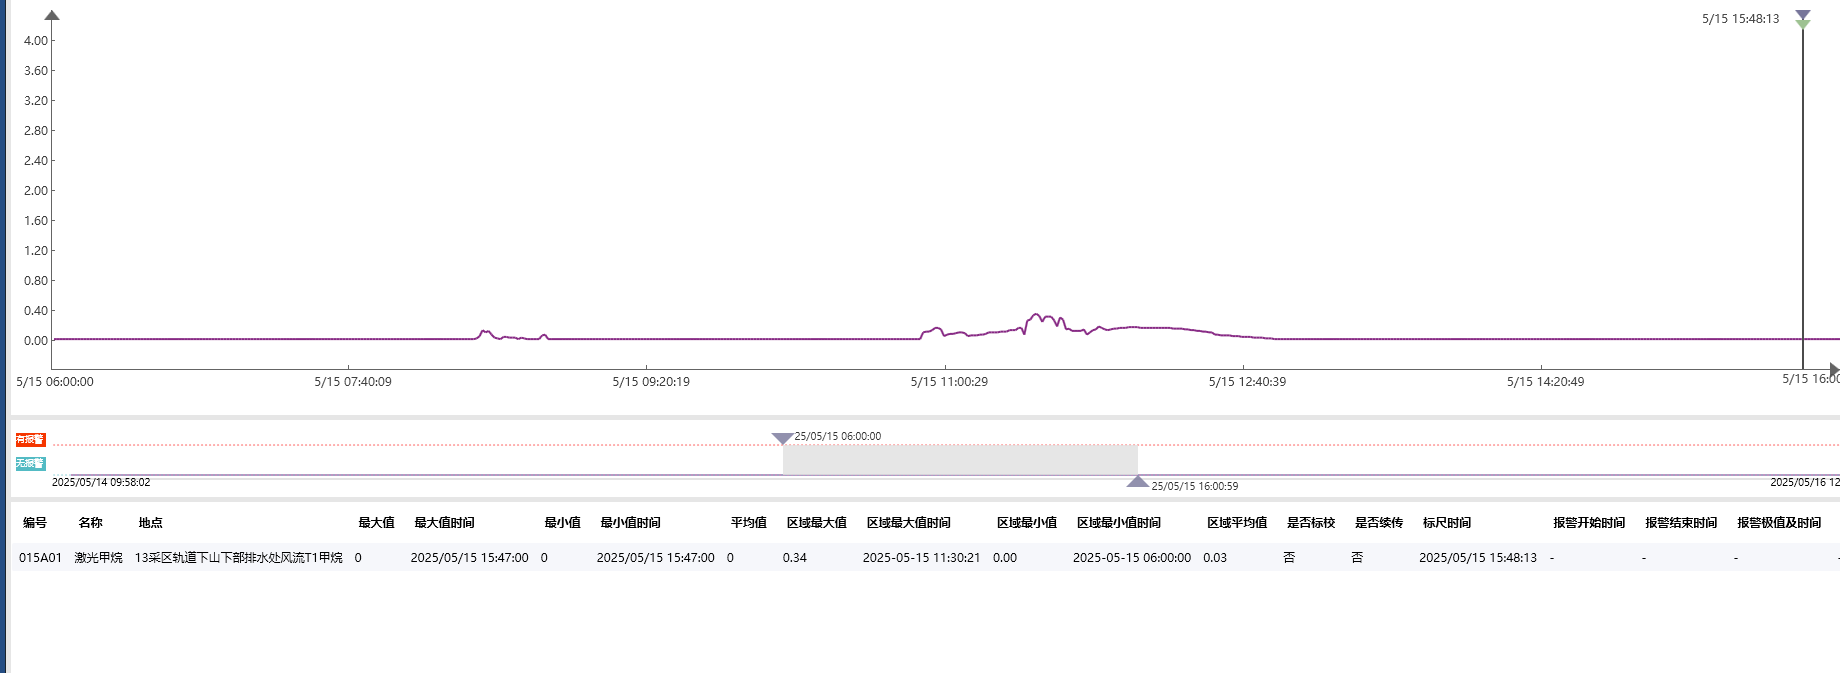 5/15 15:48:13
4.00
3.60
3.20
2.80
2.40
2.00
1.60
1.20
0.80
0.40
0.00
5/15 06:00:00 5/15 07:40:09 5/15 09:20:19 5/15 11:00:29 5/15 12:40:39 5/15 14:20:49 5/15 16:00
有报警 25/05/15 06:00:00
无报警
2025/05/14 09:58:02 25/05/15 16:00:59 2025/05/16 12
编号 名称 地点 最大值 最大值时间 最小值 最小值时间 平均值 区域最大值 区域最大值时间 区域最小值 区域最小值时间 区域平均值 是否标校 是否续传 标尺时间 报警开始时间 报警结束时间 报警极值及时间
015A01 激光甲烷 13采区轨道下山下部排水处风流T1甲烷 0 2025/05/15 15:47:00 0 2025/05/15 15:47:00 0 0.34 2025-05-15 11:30:21 0.00 2025-05-15 06:00:00 0.03 否 否 2025/05/15 15:48:13 - - - -